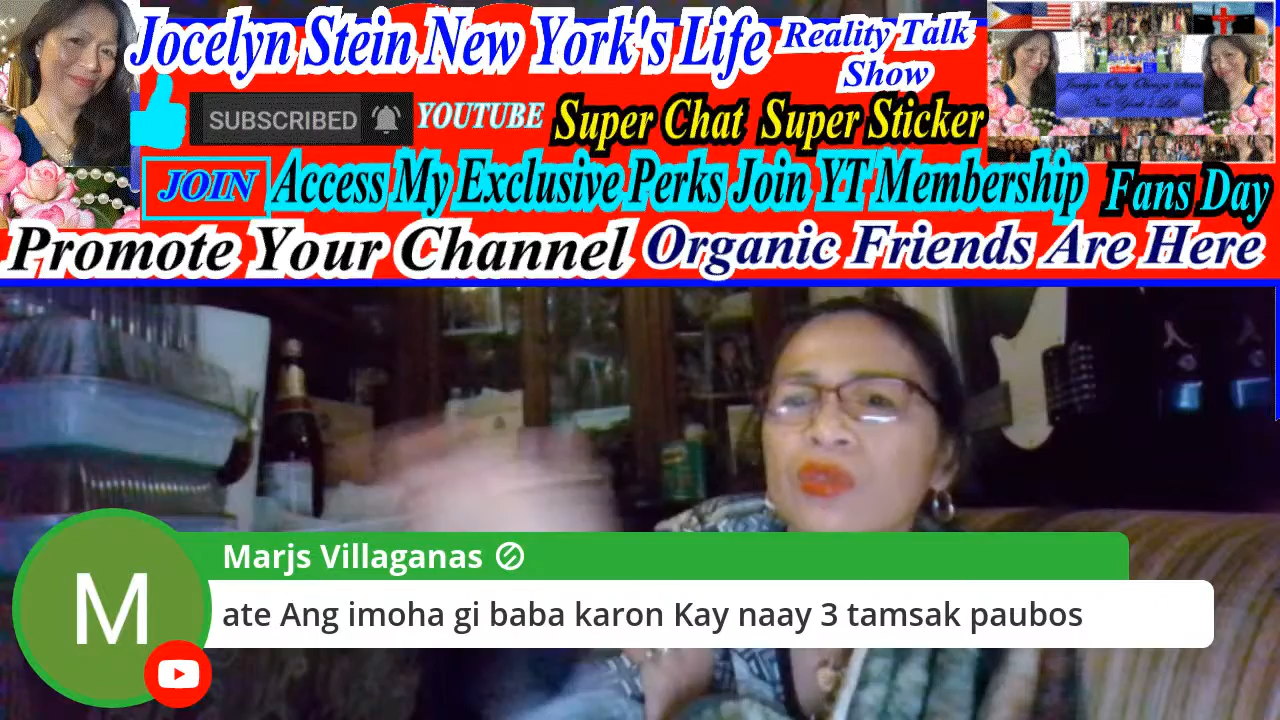 Jocelyn Stein New York's Life
Reality Talk
Show
SUBSCRIBED
YOUTUBE
Super Chat Super Sticker
JOIN
Access My Exclusive Perks Join YT Membership
Fans Day
Promote Your Channel
Organic Friends Are Here
Marjs Villaganas
M
ate Ang imoha gi baba karon Kay naay 3 tamsak paubos